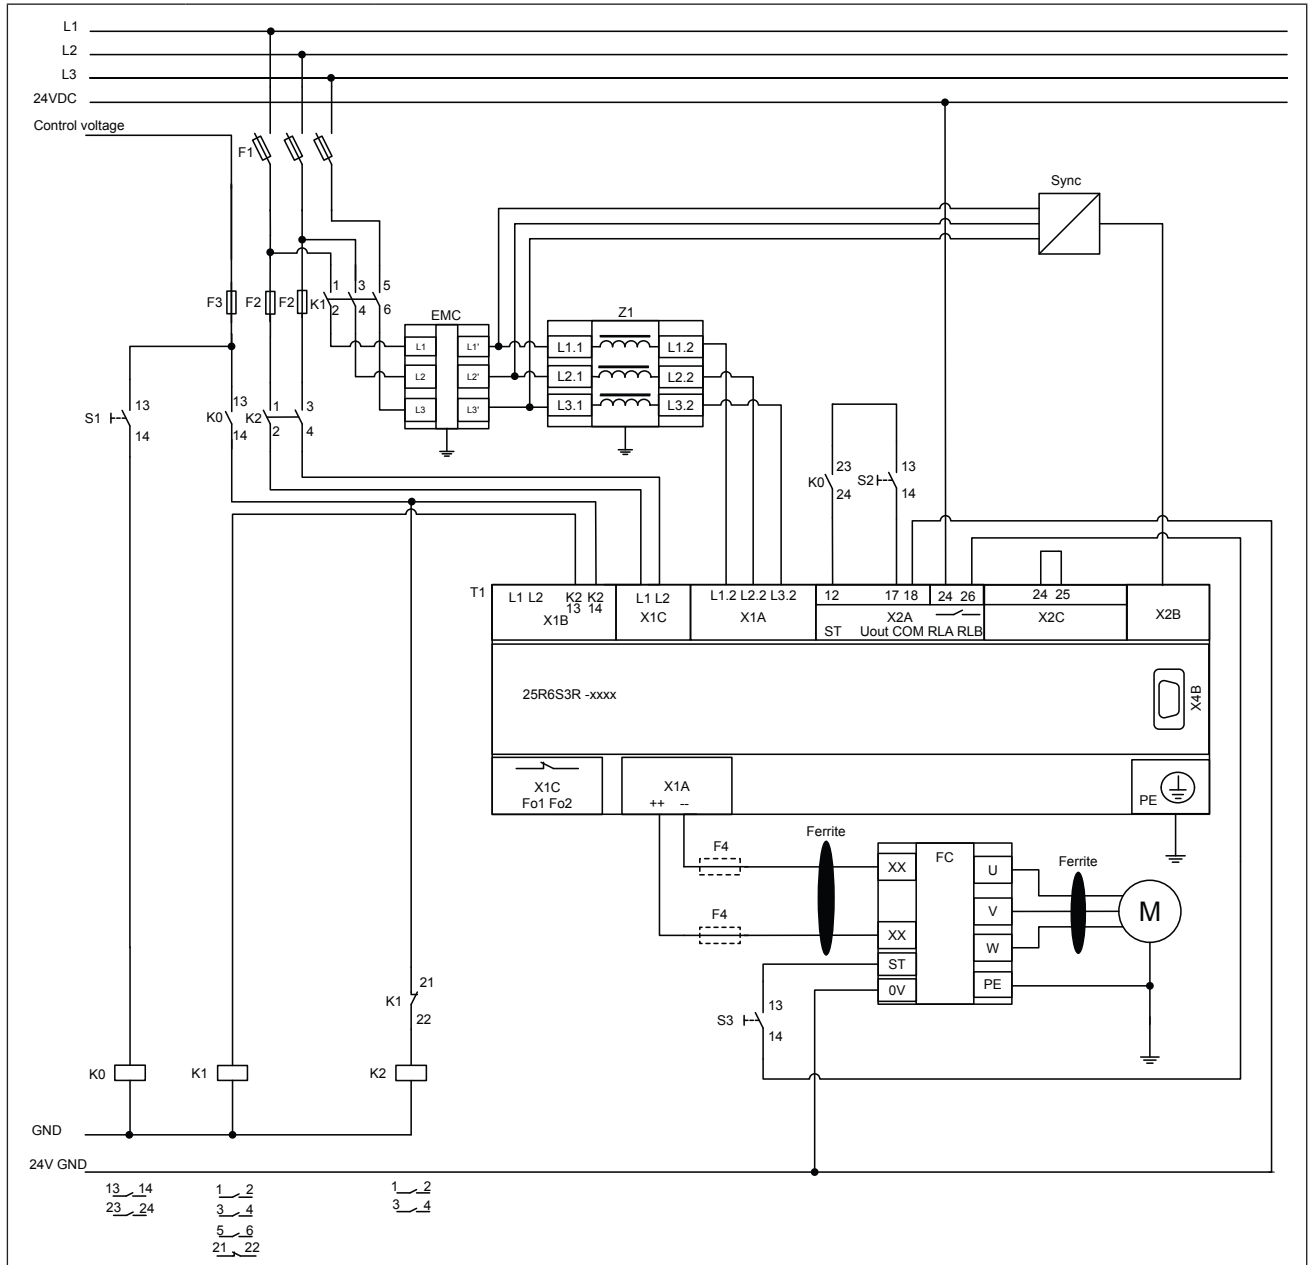 L1
L2
L3
24VDC
Control voltage
F1
Sync
F3
F2
F2
K1
1 3 5
2 4 6
EMC
L1 L1'
L2 L2'
L3 L3'
Z1
L1.1 L1.2
L2.1 L2.2
L3.1 L3.2
S1
13
14
K0
13
14
K2
1 3
2 4
K0
23
24
S2
13
14
T1
L1 L2 K2 K2
13 14
X1B
L1 L2
X1C
L1.2 L2.2 L3.2
X1A
12 17 18 24 26
X2A
ST Uout COM RLA RLB
24 25
X2C
X2B
25R6S3R -xxxx
X4B
X1C
Fo1 Fo2
X1A
++ --
PE
F4
F4
Ferrite
FC
XX
XX
ST
0V
U
V
W
PE
Ferrite
M
K1
21
22
S3
13
14
K0
K1
K2
GND
24V GND
13 14
23 24
1 2
3 4
5 6
21 22
1 2
3 4